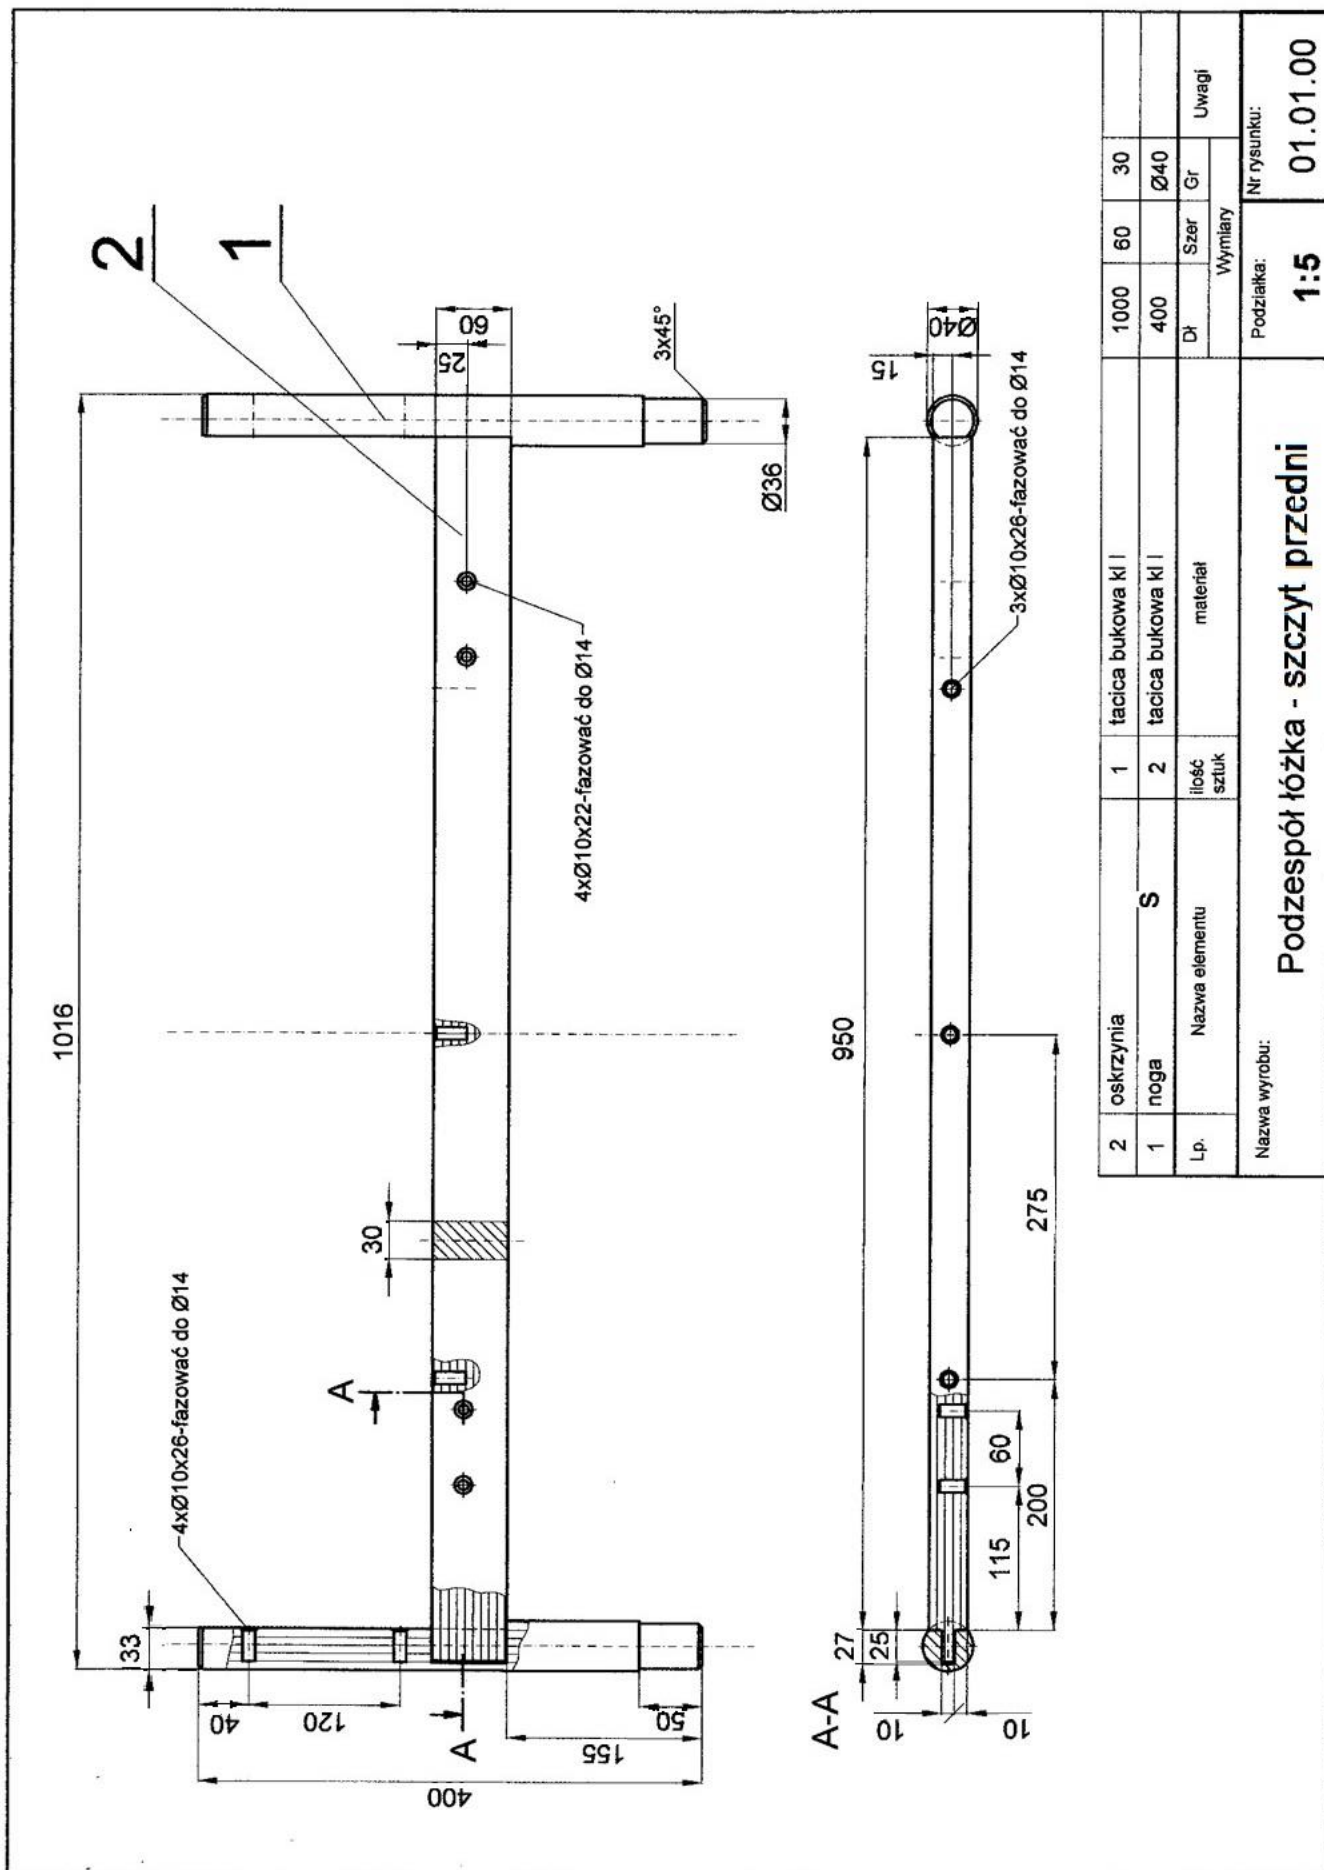 1016
2
1
4xØ10x26-fazować do Ø14
33
30
A
25
60
40
120
400
A
155
50
4xØ10x22-fazować do Ø14
3x45°
Ø36
950
15
Ø40
A-A
27
25
10
10
3xØ10x26-fazować do Ø14
115
60
200
275
2 oskrzynia 1 tacica bukowa kl I 1000 60 30
1 noga S 2 tacica bukowa kl I 400 Ø40
Lp. Nazwa elementu ilość sztuk materiał Dł Szer Gr Uwagi
Wymiary
Nazwa wyrobu: Podziałka: Nr rysunku:
Podzespół łóżka - szczyt przedni 1:5 01.01.00